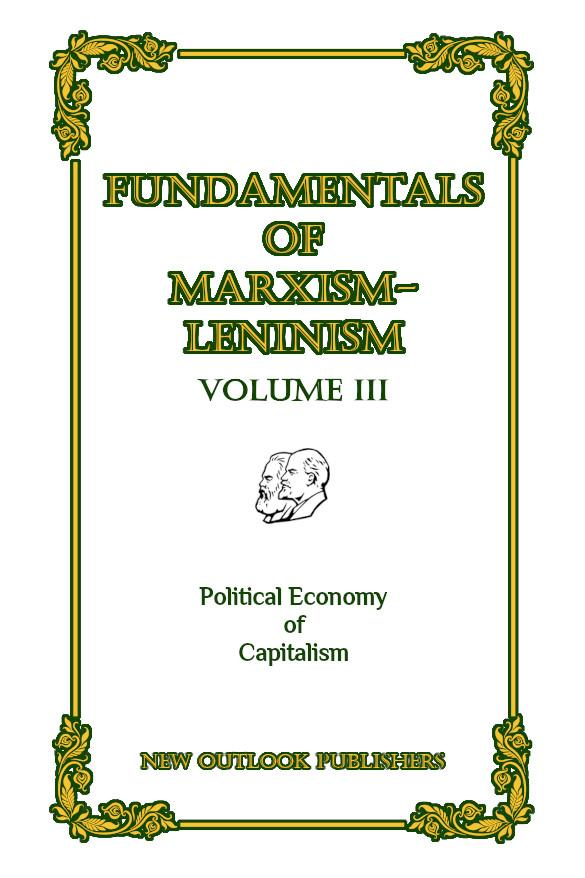 FUNDAMENTALS
OF
MARXISM-
LENINISM
VOLUME III
Political Economy
of
Capitalism
NEW OUTLOOK PUBLISHERS